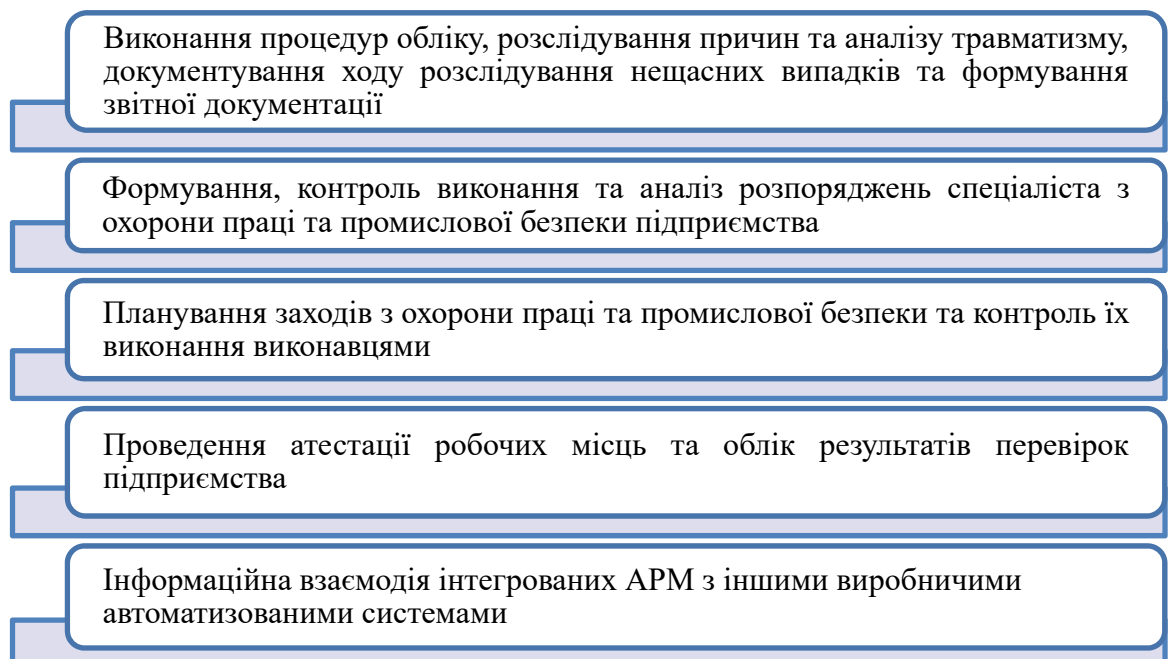 Виконання процедур обліку, розслідування причин та аналізу травматизму,
документування ходу розслідування нещасних випадків та формування
звітної документації
Формування, контроль виконання та аналіз розпоряджень спеціаліста з
охорони праці та промислової безпеки підприємства
Планування заходів з охорони праці та промислової безпеки та контроль їх
виконання виконавцями
Проведення атестації робочих місць та облік результатів перевірок
підприємства
Інформаційна взаємодія інтегрованих АРМ з іншими виробничими
автоматизованими системами